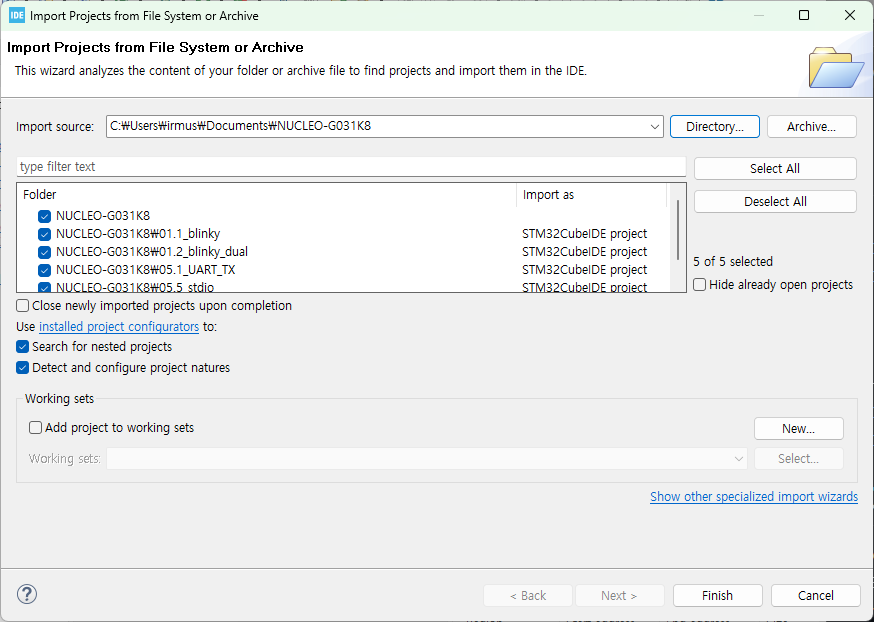 IDE Import Projects from File System or Archive
Import Projects from File System or Archive
This wizard analyzes the content of your folder or archive file to find projects and import them in the IDE.
Import source: C:₩Users₩irmus₩Documents₩NUCLEO-G031K8 Directory... Archive...
type filter text
Select All
Folder Import as
Deselect All
NUCLEO-G031K8
NUCLEO-G031K8₩01.1_blinky STM32CubeIDE project
NUCLEO-G031K8₩01.2_blinky_dual STM32CubeIDE project
NUCLEO-G031K8₩05.1_UART_TX STM32CubeIDE project
NUCLEO-G031K8₩05.5_stdio STM32CubeIDE project
5 of 5 selected
Hide already open projects
Close newly imported projects upon completion
Use installed project configurators to:
Search for nested projects
Detect and configure project natures
Working sets
Add project to working sets New...
Working sets: Select...
Show other specialized import wizards
? < Back Next > Finish Cancel